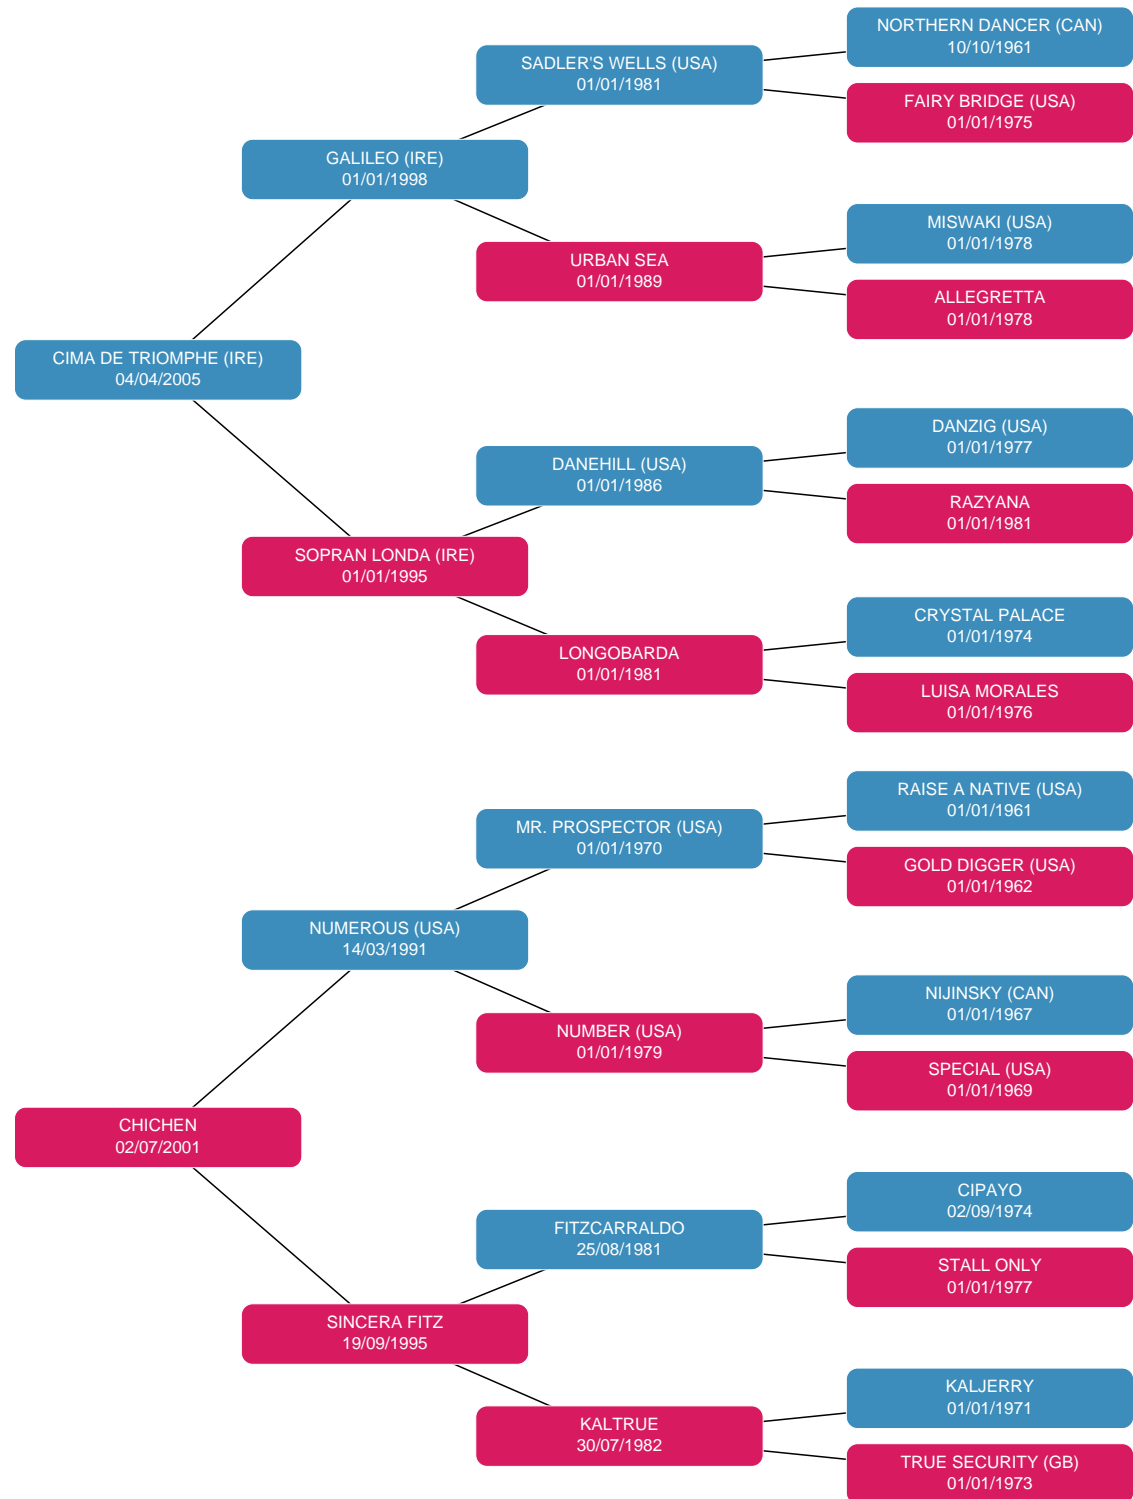 NORTHERN DANCER (CAN)
10/10/1961
SADLER'S WELLS (USA)
01/01/1981
FAIRY BRIDGE (USA)
01/01/1975
GALILEO (IRE)
01/01/1998
MISWAKI (USA)
01/01/1978
URBAN SEA
01/01/1989
ALLEGRETTA
01/01/1978
CIMA DE TRIOMPHE (IRE)
04/04/2005
DANZIG (USA)
01/01/1977
DANEHILL (USA)
01/01/1986
RAZYANA
01/01/1981
SOPRAN LONDA (IRE)
01/01/1995
CRYSTAL PALACE
01/01/1974
LONGOBARDA
01/01/1981
LUISA MORALES
01/01/1976
RAISE A NATIVE (USA)
01/01/1961
MR. PROSPECTOR (USA)
01/01/1970
GOLD DIGGER (USA)
01/01/1962
NUMEROUS (USA)
14/03/1991
NIJINSKY (CAN)
01/01/1967
NUMBER (USA)
01/01/1979
SPECIAL (USA)
01/01/1969
CHICHEN
02/07/2001
CIPAYO
02/09/1974
FITZCARRALDO
25/08/1981
STALL ONLY
01/01/1977
SINCERA FITZ
19/09/1995
KALJERRY
01/01/1971
KALTRUE
30/07/1982
TRUE SECURITY (GB)
01/01/1973